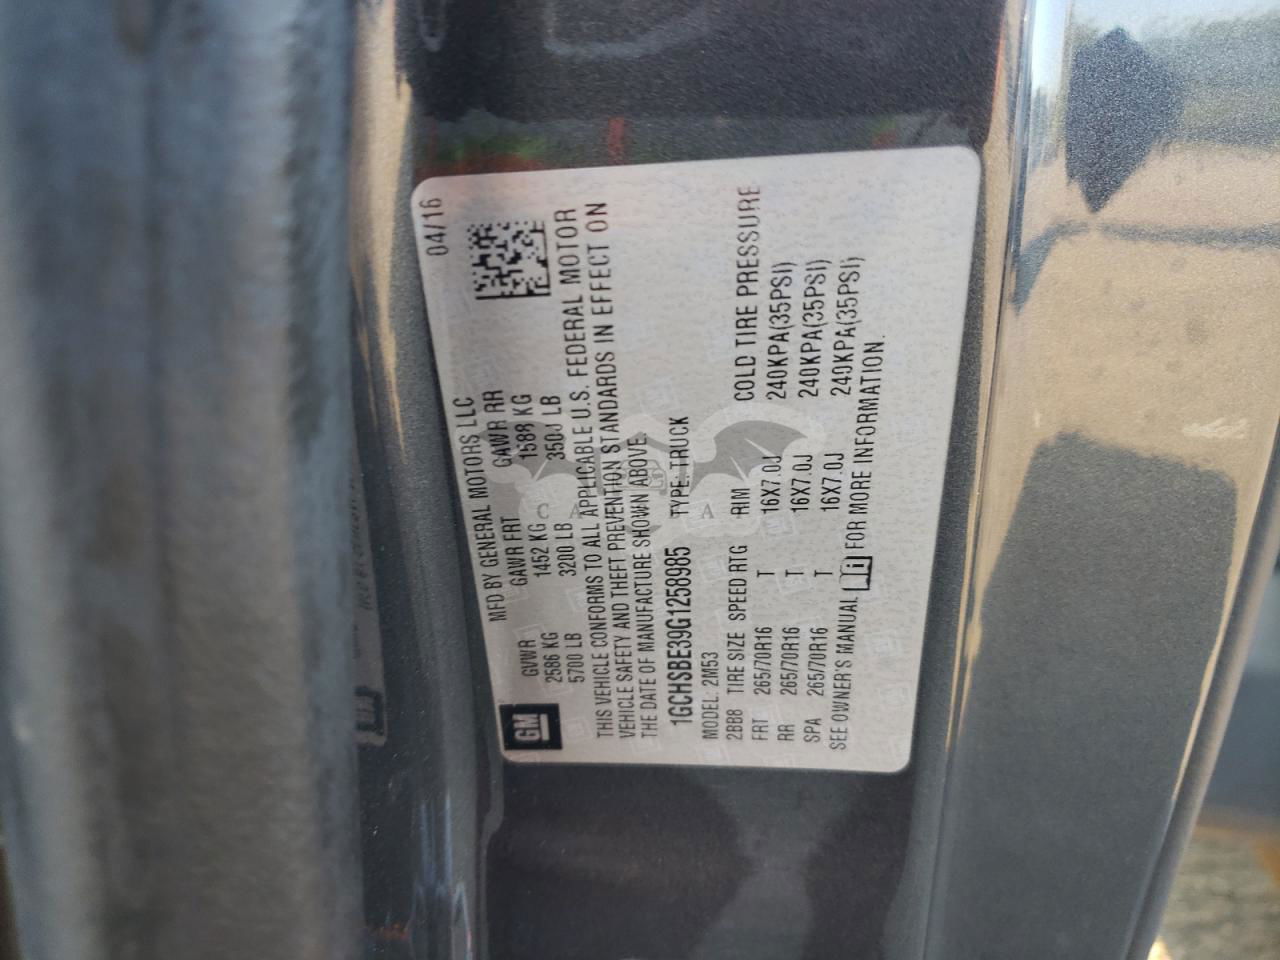 04/16
MFD BY GENERAL MOTORS LLC
GM
GVWR GAWR FRT GAWR RR
2586 KG 1452 KG 1588 KG
5700 LB 3200 LB 3500 LB
THIS VEHICLE CONFORMS TO ALL APPLICABLE U.S. FEDERAL MOTOR
VEHICLE SAFETY AND THEFT PREVENTION STANDARDS IN EFFECT ON
THE DATE OF MANUFACTURE SHOWN ABOVE.
1GCHSBE39G1258985 TYPE: TRUCK
MODEL: 2M53
2BB8 TIRE SIZE SPEED RTG RIM COLD TIRE PRESSURE
FRT 265/70R16 T 16X7.0J 240KPA(35PSI)
RR 265/70R16 T 16X7.0J 240KPA(35PSI)
SPA 265/70R16 T 16X7.0J 240KPA(35PSI)
SEE OWNER'S MANUAL i FOR MORE INFORMATION.